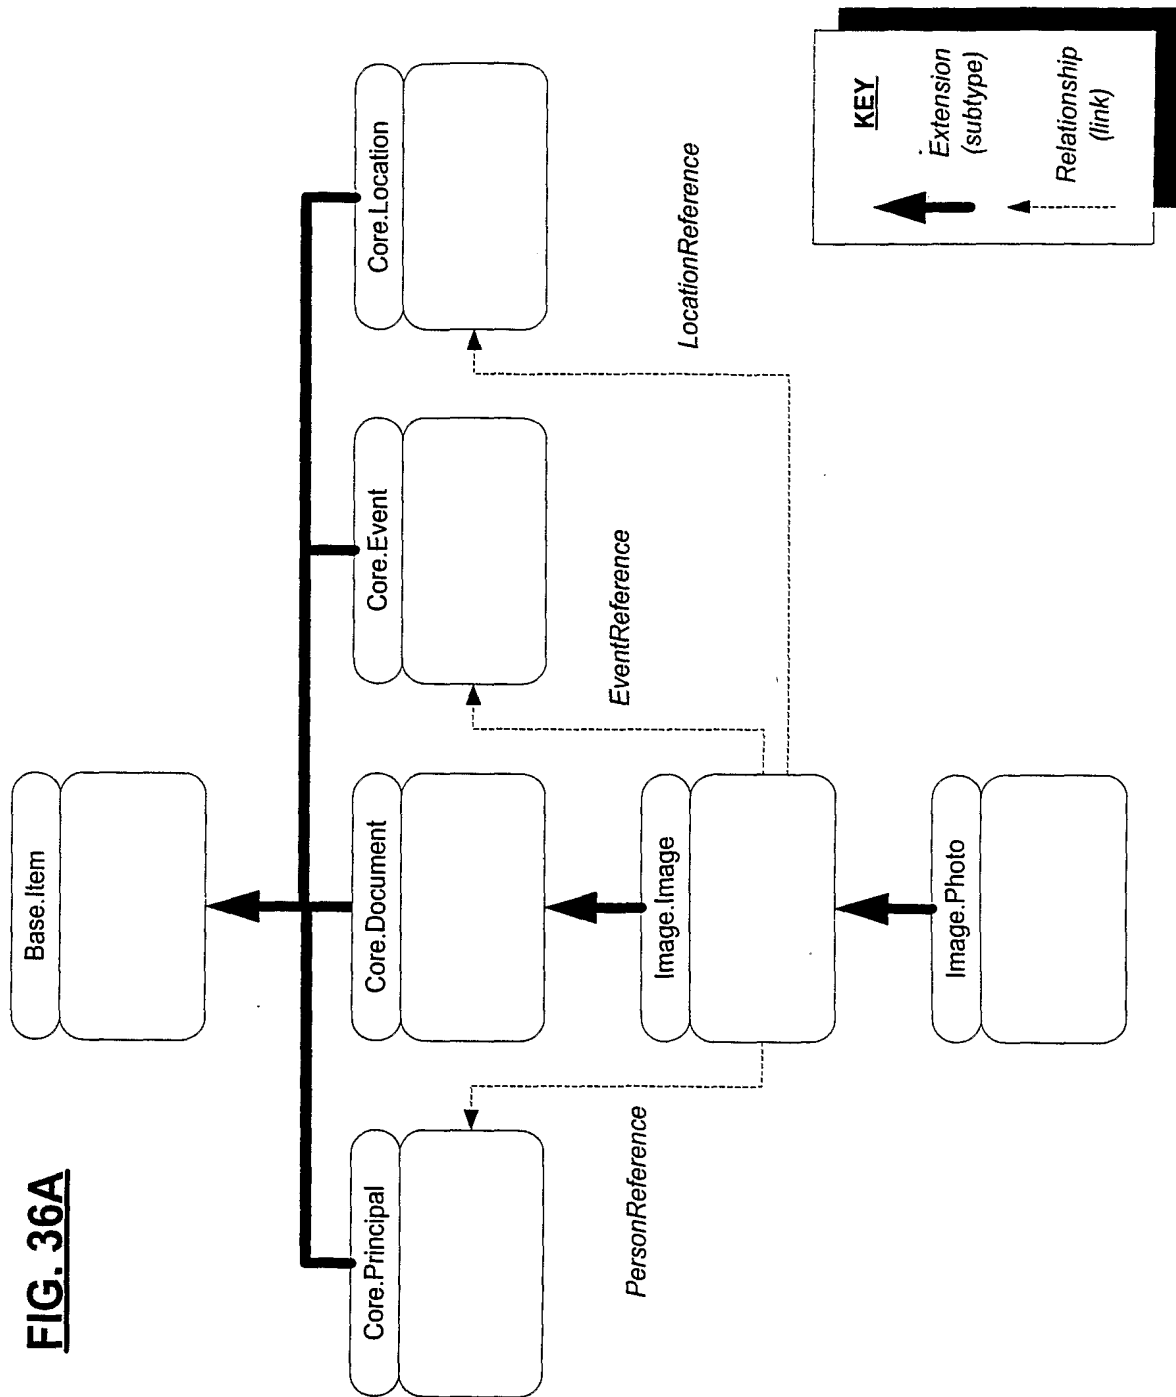 FIG. 36A
Base.Item
Core.Principal
Core.Document
Core.Event
Core.Location
PersonReference
Image.Image
EventReference
LocationReference
Image.Photo
KEY
Extension
(subtype)
Relationship
(link)